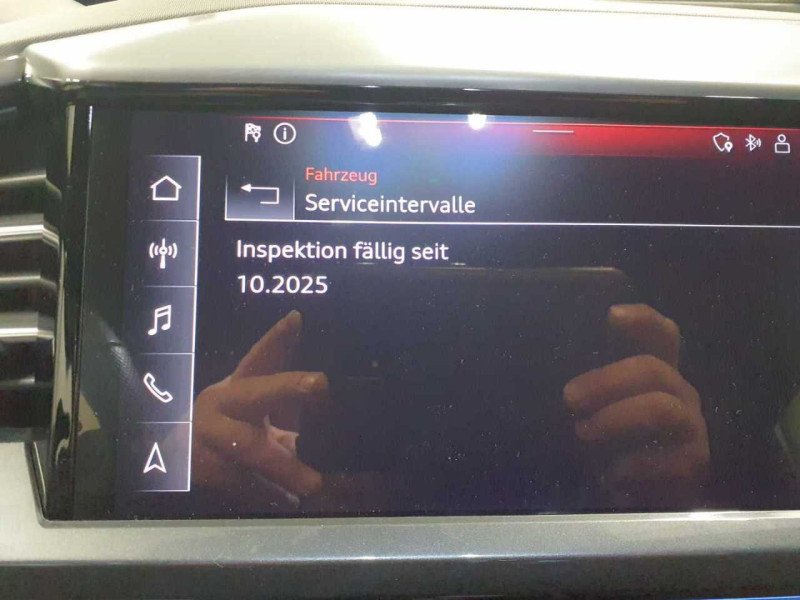 Fahrzeug
Serviceintervalle
Inspektion fällig seit
10.2025